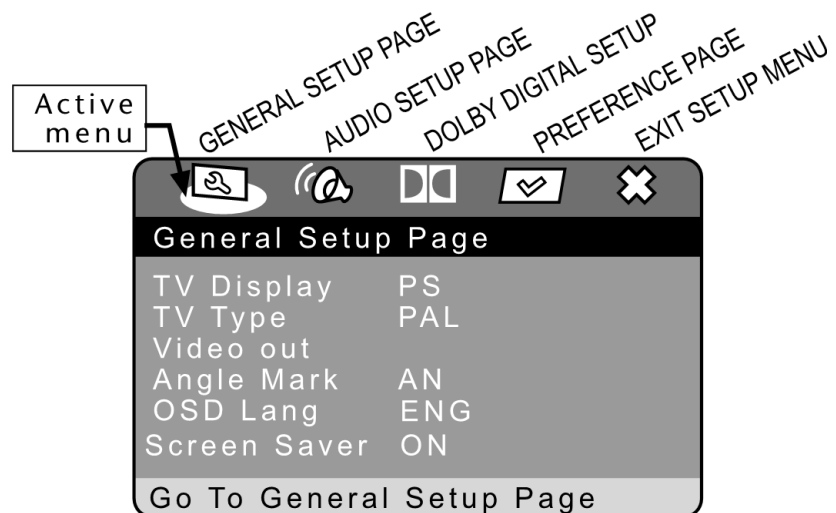 GENERAL SETUP PAGE
AUDIO SETUP PAGE
DOLBY DIGITAL SETUP
PREFERENCE PAGE
EXIT SETUP MENU
Active
menu
General Setup Page
TV Display PS
TV Type PAL
Video out
Angle Mark AN
OSD Lang ENG
Screen Saver ON
Go To General Setup Page